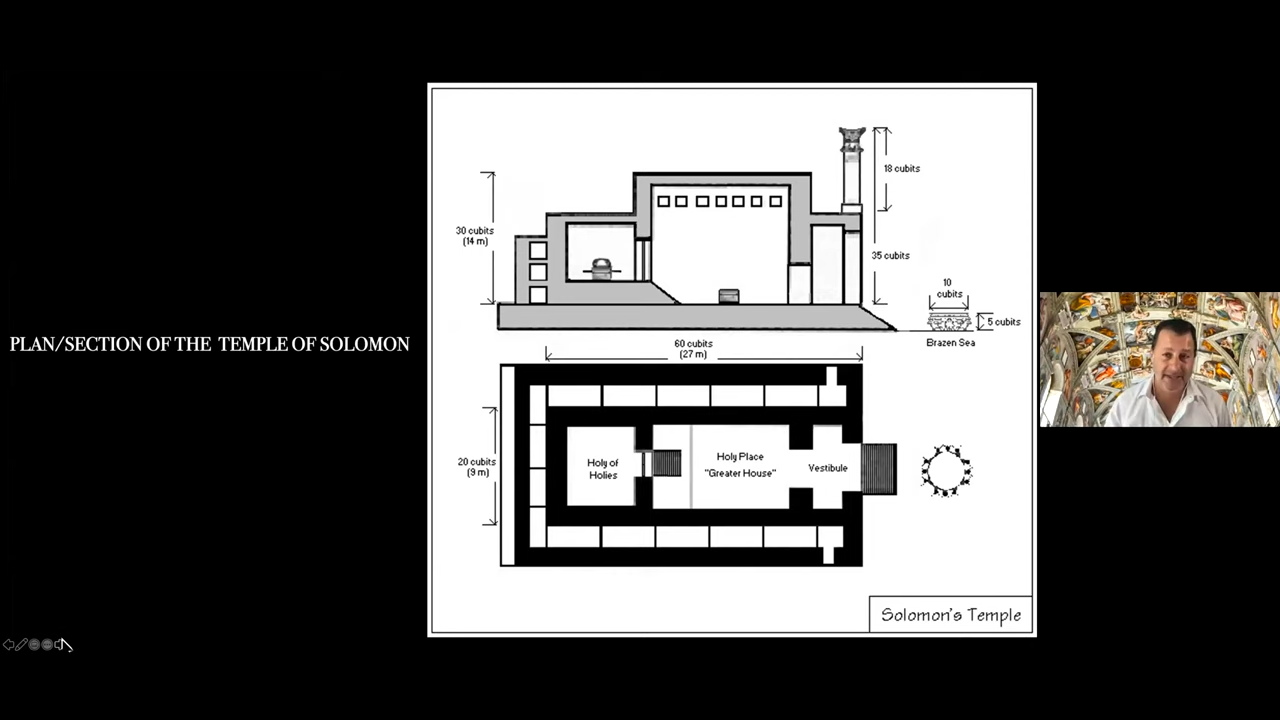 PLAN/SECTION OF THE TEMPLE OF SOLOMON
18 cubits
30 cubits
(14 m)
35 cubits
10
cubits
5 cubits
Brazen Sea
60 cubits
(27 m)
20 cubits
(9 m)
Holy of
Holies
Holy Place
"Greater House"
Vestibule
Solomon's Temple